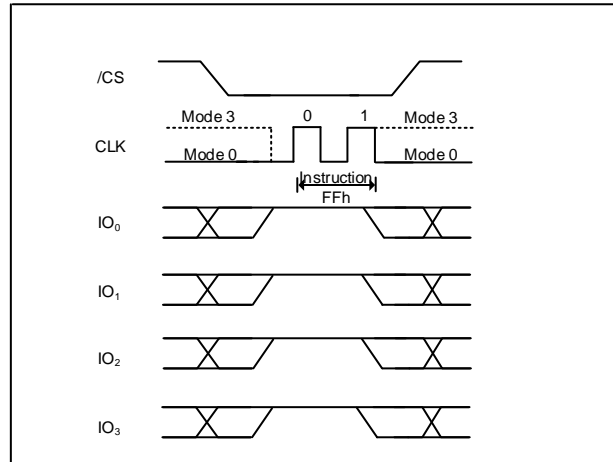 /CS
Mode 3 0 1 Mode 3
CLK
Mode 0 Mode 0
Instruction
FFh
IO₀
IO₁
IO₂
IO₃